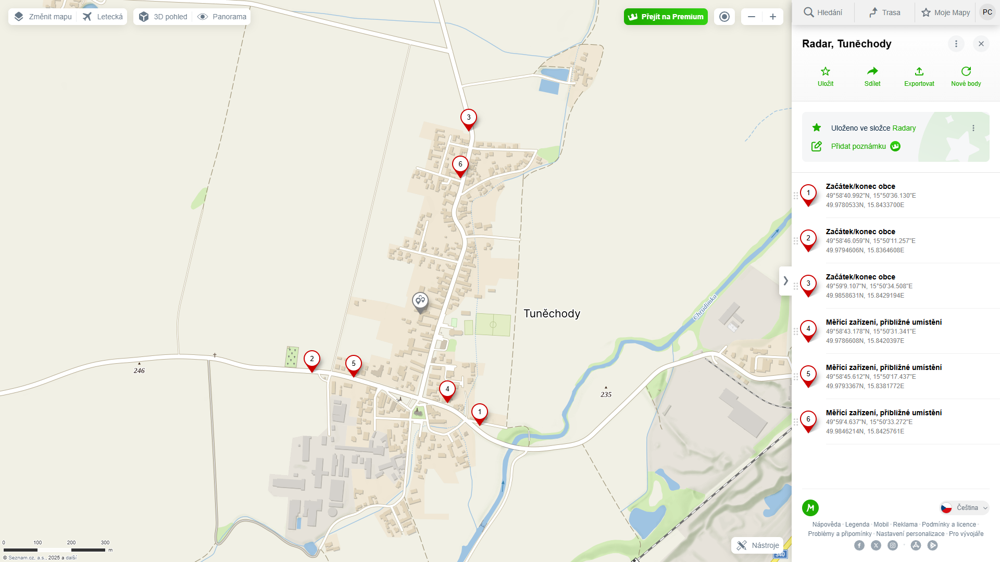 Změnit mapu
Letecká
3D pohled
Panorama
Přejít na Premium
Hledání
Trasa
Moje Mapy
PC
Radar, Tuněchody
Uložit
Sdílet
Exportovat
Nové body
Uloženo ve složce Radary
Přidat poznámku
1
Začátek/konec obce
49°58'40.992"N, 15°50'36.130"E
49.9780533N, 15.8433700E
2
Začátek/konec obce
49°58'46.059"N, 15°50'11.257"E
49.9794606N, 15.8364608E
3
Začátek/konec obce
49°59'9.107"N, 15°50'34.508"E
49.9858631N, 15.8429194E
4
Měřící zařízení, přibližné umístění
49°58'43.178"N, 15°50'31.341"E
49.9786608N, 15.8420397E
5
Měřící zařízení, přibližné umístění
49°58'45.612"N, 15°50'17.437"E
49.9793367N, 15.8381772E
6
Měřící zařízení, přibližné umístění
49°59'4.637"N, 15°50'33.272"E
49.9846214N, 15.8425761E
Čeština
Nápověda · Legenda · Mobil · Reklama · Podmínky a licence ·
Problémy a připomínky · Nastavení personalizace · Pro vývojáře
3
6
Tuněchody
Chrudimka
2
5
246
4
235
1
Nástroje
340
0 100 200 300
m
© Seznam.cz, a.s., 2025 a další